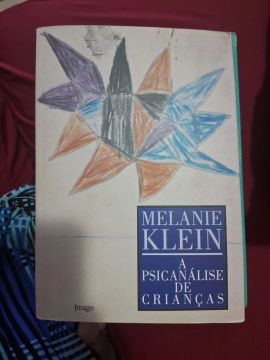 MELANIE
KLEIN
A
PSICANÁLISE
DE
CRIANÇAS
Imago